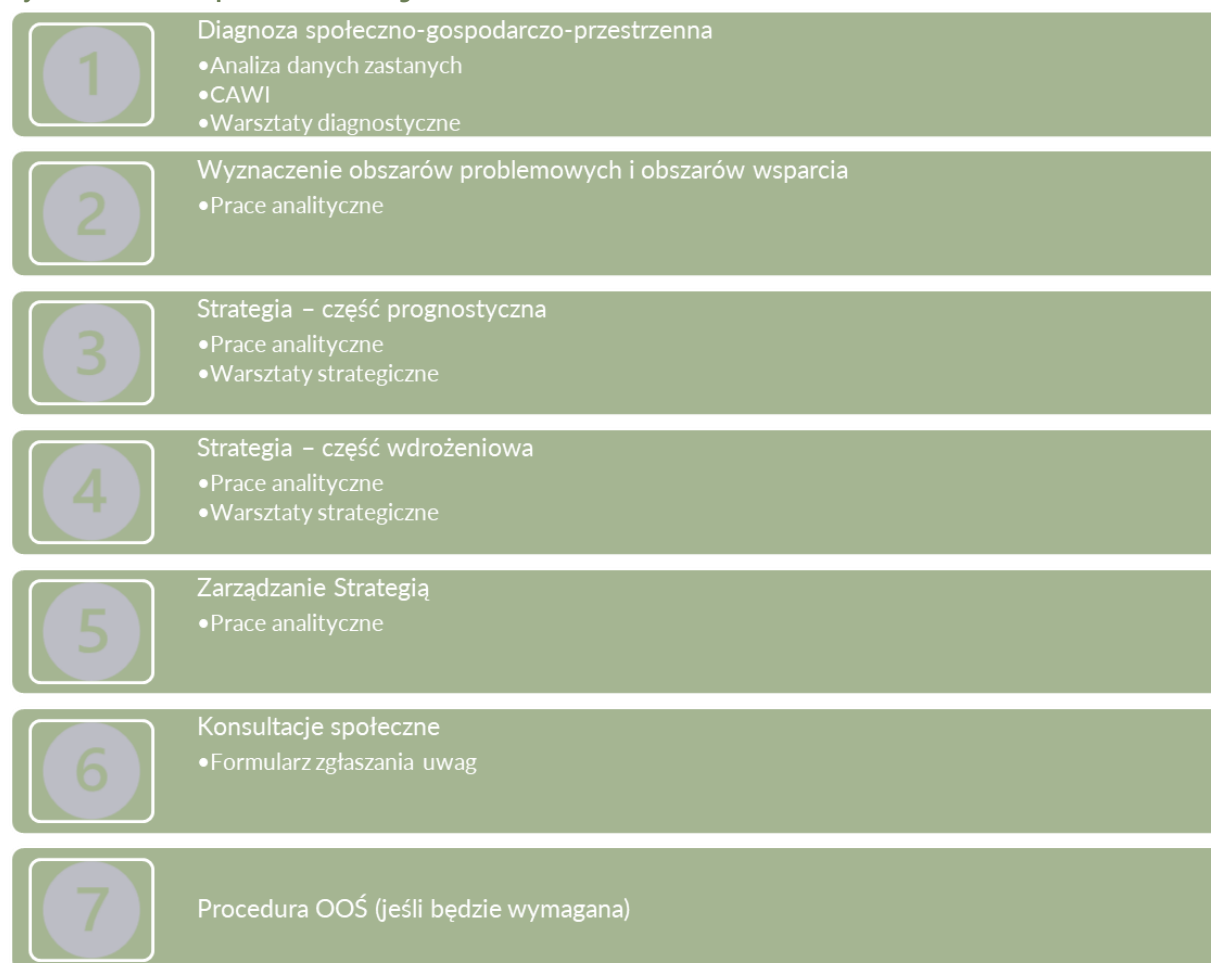 1
Diagnoza społeczno-gospodarczo-przestrzenna
•Analiza danych zastanych
•CAWI
•Warsztaty diagnostyczne
2
Wyznaczenie obszarów problemowych i obszarów wsparcia
•Prace analityczne
3
Strategia – część prognostyczna
•Prace analityczne
•Warsztaty strategiczne
4
Strategia – część wdrożeniowa
•Prace analityczne
•Warsztaty strategiczne
5
Zarządzanie Strategią
•Prace analityczne
6
Konsultacje społeczne
•Formularz zgłaszania uwag
7
Procedura OOŚ (jeśli będzie wymagana)